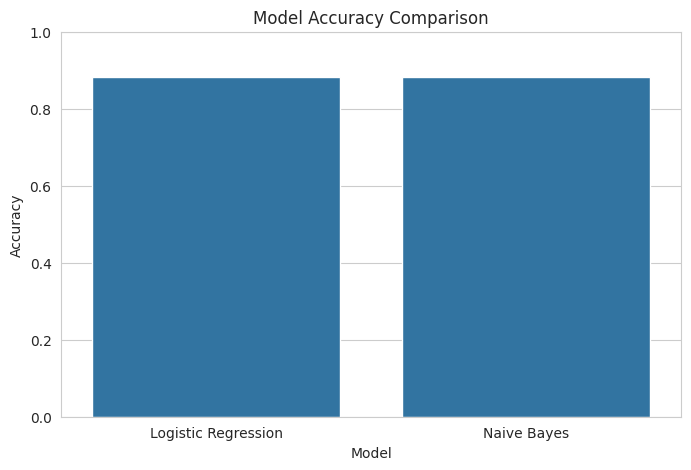 Model Accuracy Comparison
1.0
0.8
0.6
0.4
0.2
0.0
Accuracy
Logistic Regression
Naive Bayes
Model